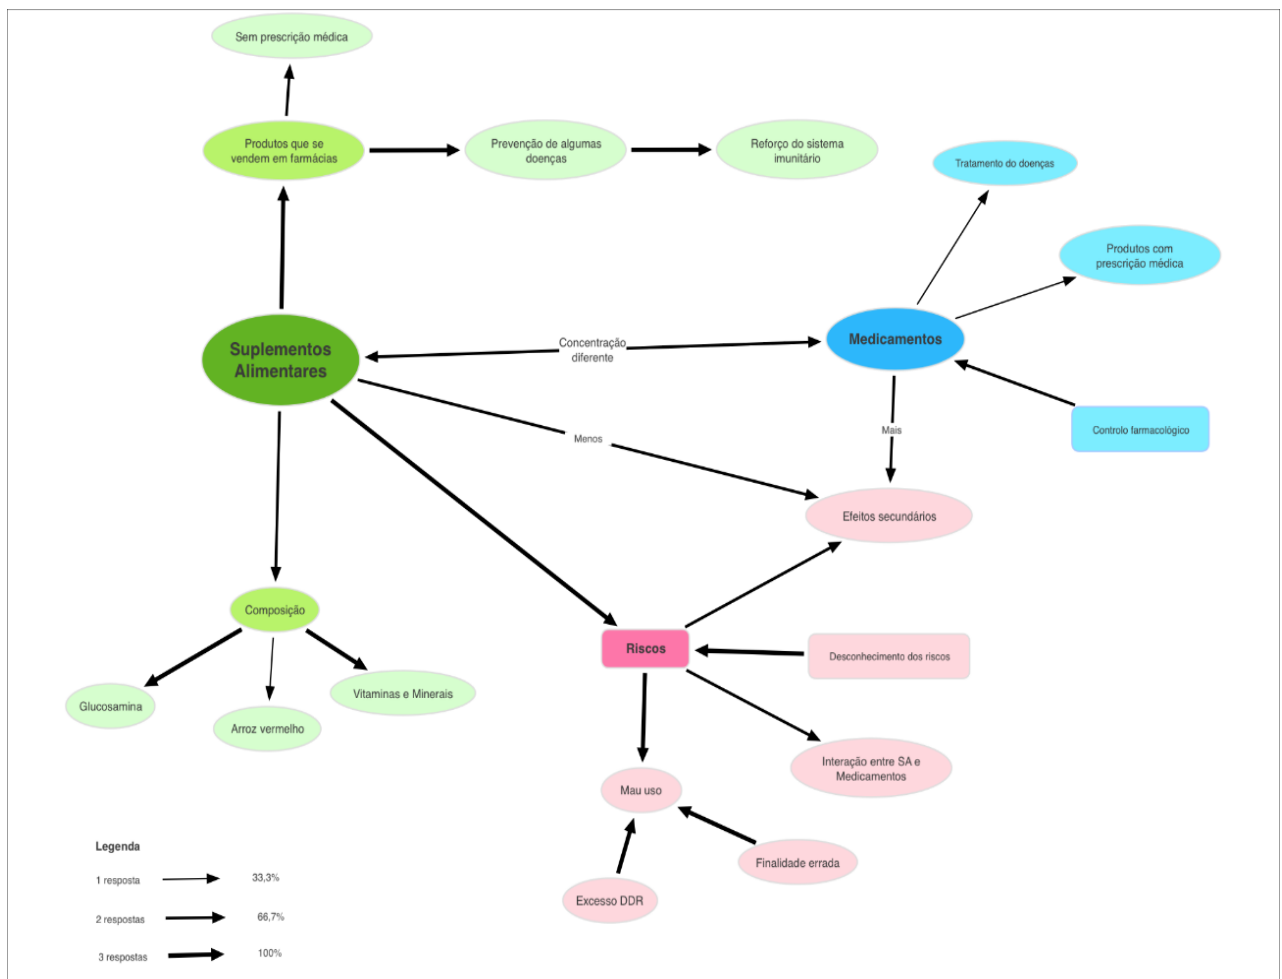 Sem prescrição médica
Produtos que se
vendem em farmácias
Prevenção de algumas
doenças
Reforço do sistema
imunitário
Tratamento do doenças
Produtos com
prescrição médica
Suplementos
Alimentares
Concentração
diferente
Medicamentos
Controlo farmacológico
Menos
Mais
Efeitos secundários
Composição
Glucosamina
Arroz vermelho
Vitaminas e Minerais
Riscos
Desconhecimento dos riscos
Interação entre SA e
Medicamentos
Mau uso
Finalidade errada
Excesso DDR
Legenda
1 resposta 33,3%
2 respostas 66,7%
3 respostas 100%